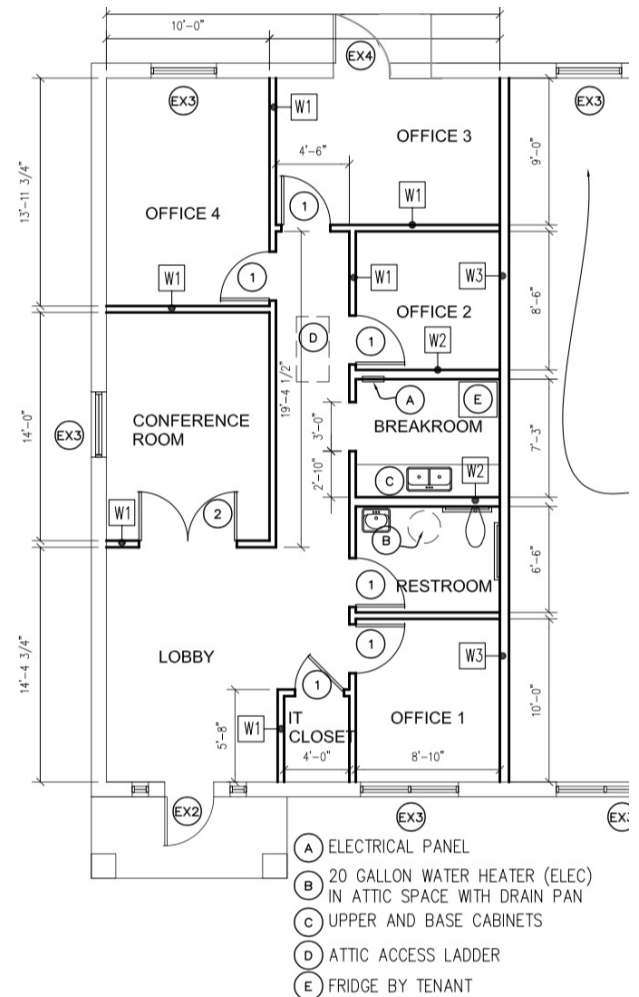 10'-0"
EX4
EX3
EX3
W1
OFFICE 3
4'-6"
9'-0"
13'-11 3/4"
OFFICE 4
1
W1
1
W1
W1
W3
OFFICE 2
8'-6"
D
1
W2
19'-4 1/2"
A
E
14'-0"
EX3
CONFERENCE
ROOM
3'-0"
BREAKROOM
7'-3"
2'-10"
C
W2
W1
2
B
1
RESTROOM
6'-6"
1
LOBBY
W3
14'-4 3/4"
1
5'-8"
W1
IT
CLOSET
OFFICE 1
10'-0"
4'-0"
8'-10"
EX2
EX3
A ELECTRICAL PANEL
B 20 GALLON WATER HEATER (ELEC)
IN ATTIC SPACE WITH DRAIN PAN
C UPPER AND BASE CABINETS
D ATTIC ACCESS LADDER
E FRIDGE BY TENANT